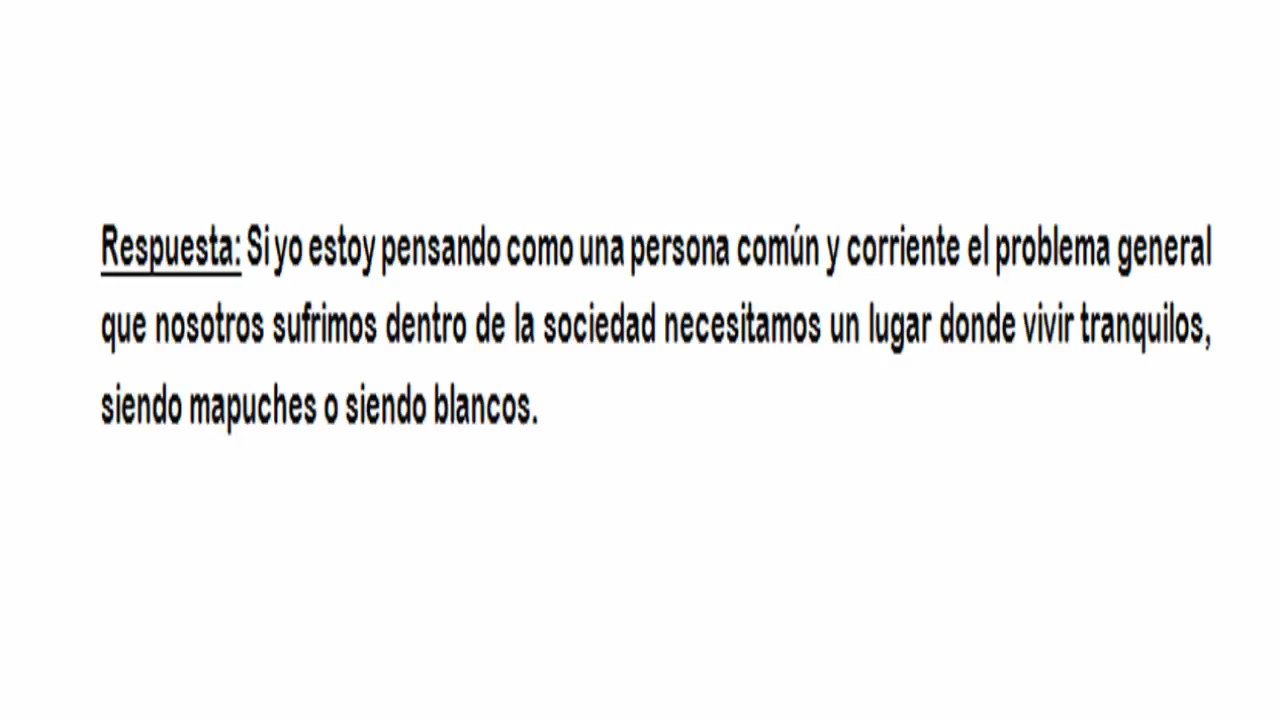 Respuesta: Si yo estoy pensando como una persona común y corriente el problema general
que nosotros sufrimos dentro de la sociedad necesitamos un lugar donde vivir tranquilos,
siendo mapuches o siendo blancos.